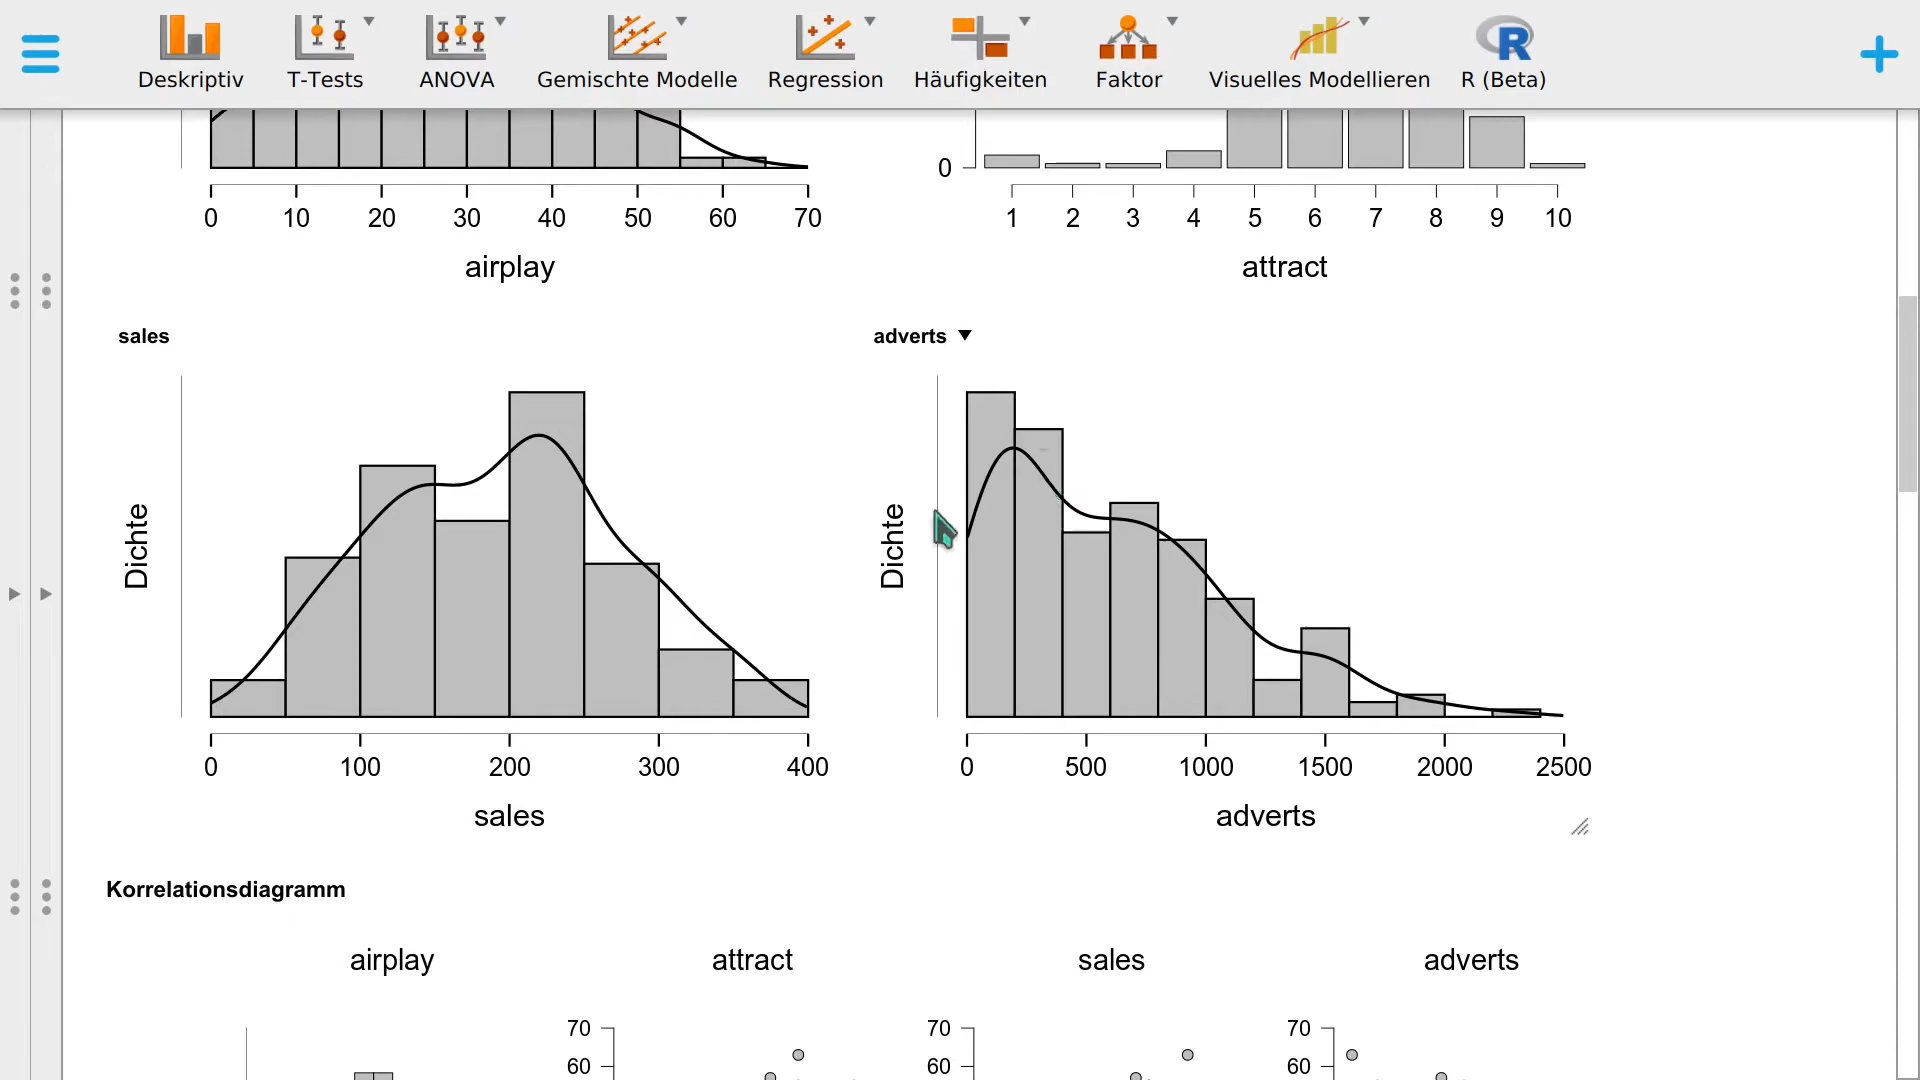 Deskriptiv T-Tests ANOVA Gemischte Modelle Regression Häufigkeiten Faktor Visuelles Modellieren R (Beta)
0 10 20 30 40 50 60 70
airplay
0
1 2 3 4 5 6 7 8 9 10
attract
sales
Dichte
0 100 200 300 400
sales
adverts
Dichte
0 500 1000 1500 2000 2500
adverts
Korrelationsdiagramm
airplay attract sales adverts
70 70 70
60 60 60